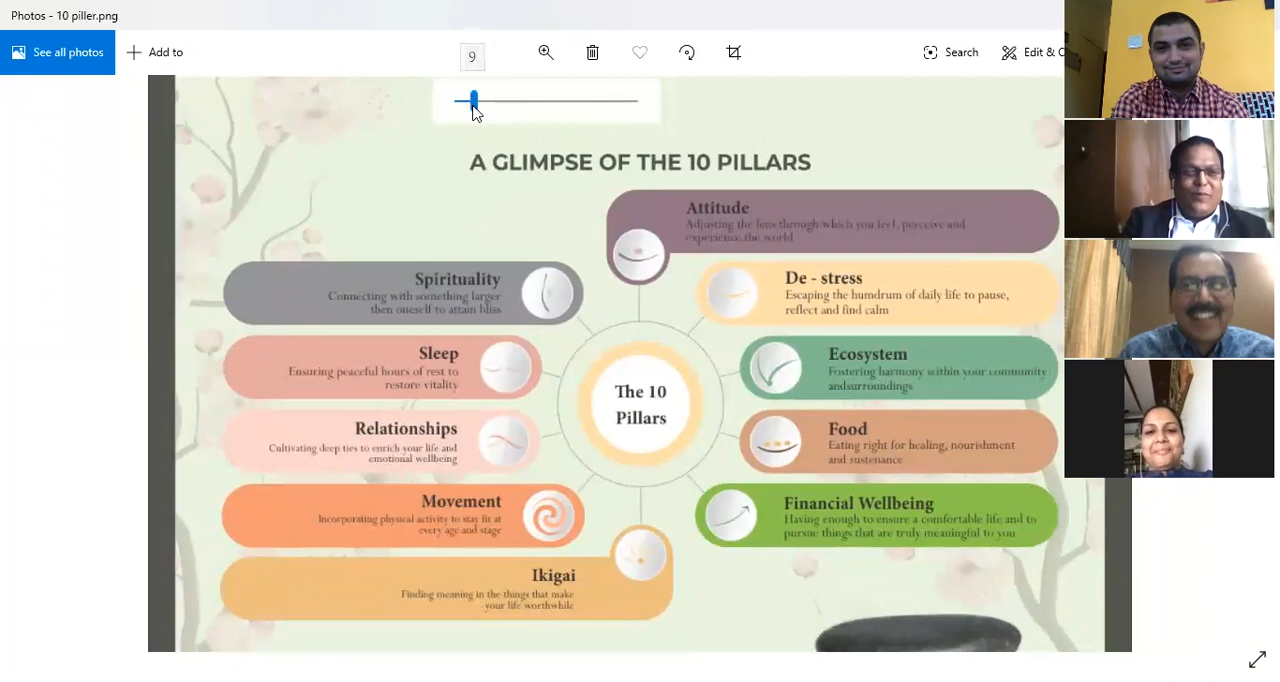 Photos - 10 piller.png
See all photos
Add to
9
Search
Edit & C
A GLIMPSE OF THE 10 PILLARS
Attitude
Adjusting the lens through which you feel, perceive and
experience the world
Spirituality
Connecting with something larger
then oneself to attain bliss
De - stress
Escaping the humdrum of daily life to pause,
reflect and find calm
Sleep
Ensuring peaceful hours of rest to
restore vitality
Ecosystem
Fostering harmony within your community
andsurroundings
The 10
Pillars
Relationships
Cultivating deep ties to enrich your life and
emotional wellbeing
Food
Eating right for healing, nourishment
and sustenance
Movement
Incorporating physical activity to stay fit at
every age and stage
Financial Wellbeing
Having enough to ensure a comfortable life and to
pursue things that are truly meaningful to you
Ikigai
Finding meaning in the things that make
your life worthwhile